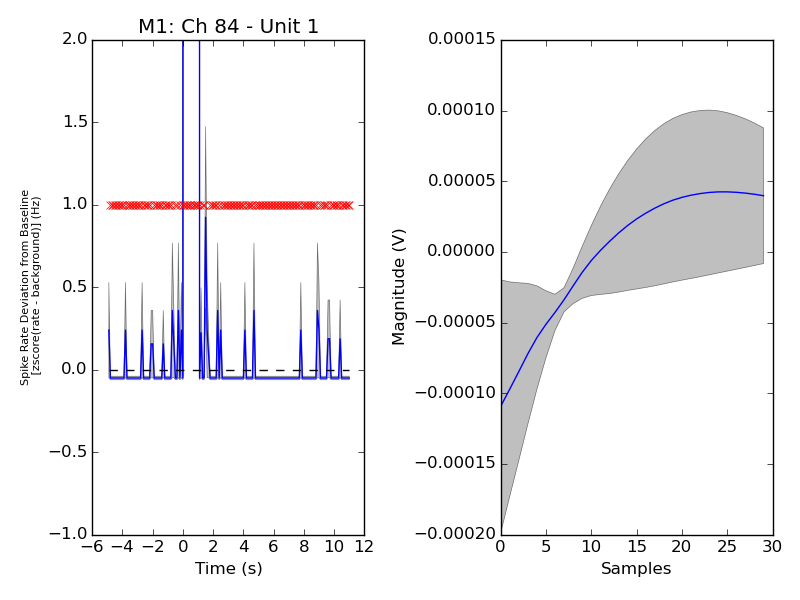 M1: Ch 84 - Unit 1
2.0
1.5
1.0
0.5
0.0
−0.5
−1.0
−6 −4 −2 0 2 4 6 8 10 12
Time (s)
Spike Rate Deviation from Baseline
[zscore(rate - background)] (Hz)
0.00015
0.00010
0.00005
0.00000
−0.00005
−0.00010
−0.00015
−0.00020
0 5 10 15 20 25 30
Samples
Magnitude (V)